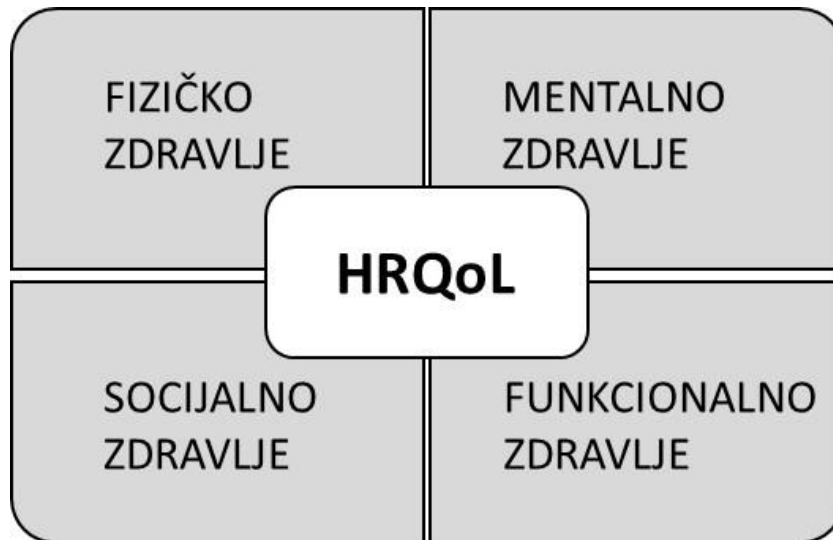 FIZIČKO
ZDRAVLJE
MENTALNO
ZDRAVLJE
HRQoL
SOCIJALNO
ZDRAVLJE
FUNKCIONALNO
ZDRAVLJE